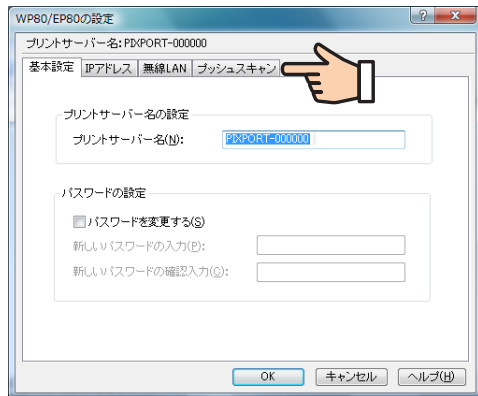 WP80/EP80の設定
プリントサーバー名: PIXPORT-000000
基本設定 IPアドレス 無線LAN プッシュスキャン
プリントサーバー名の設定
プリントサーバー名(N): PIXPORT-000000
パスワードの設定
パスワードを変更する(S)
新しいパスワードの入力(P):
新しいパスワードの確認入力(C):
OK キャンセル ヘルプ(H)